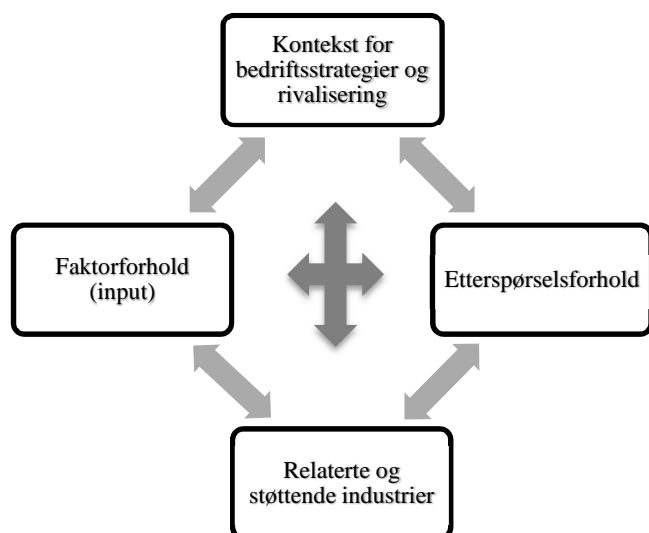 Kontekst for
bedriftsstrategier og
rivalisering
Faktorforhold
(input)
Etterspørselsforhold
Relaterte og
støttende industrier